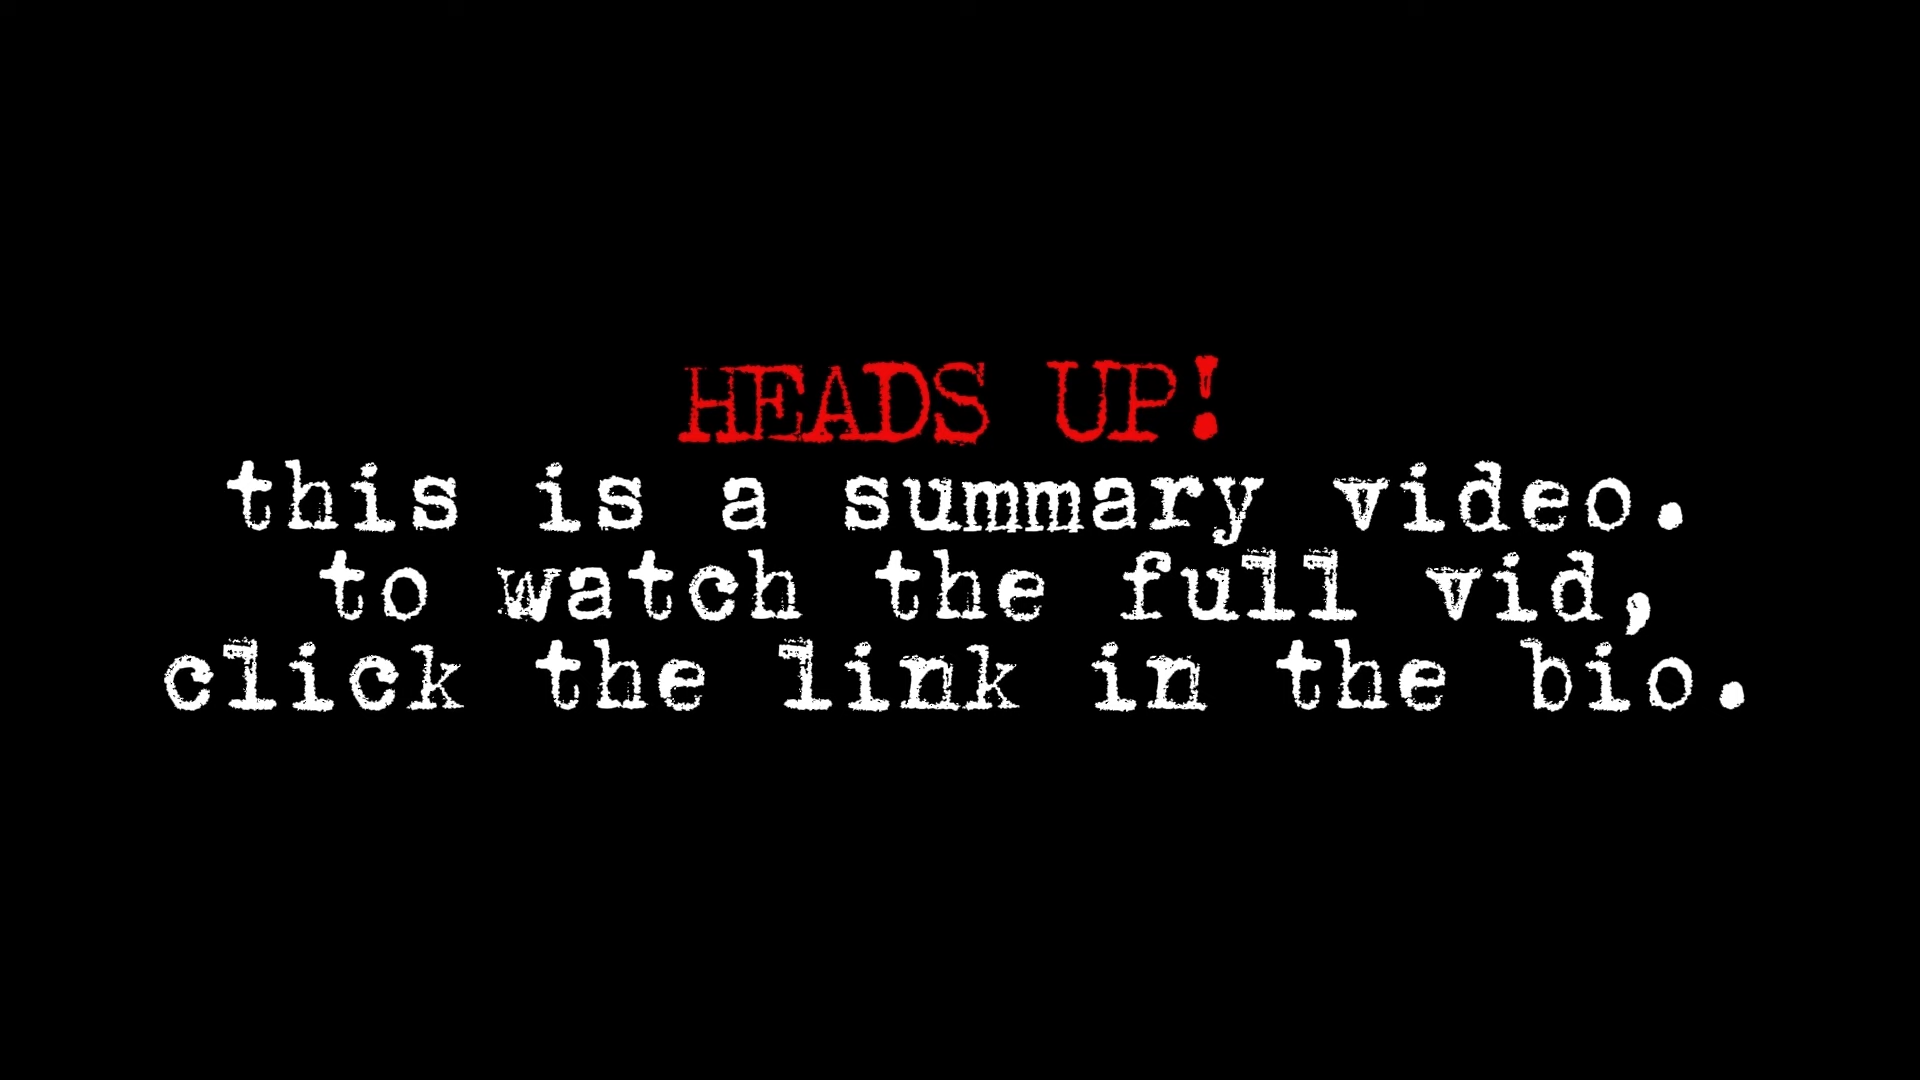 HEADS UP!
this is a summary video.
to watch the full vid,
click the link in the bio.